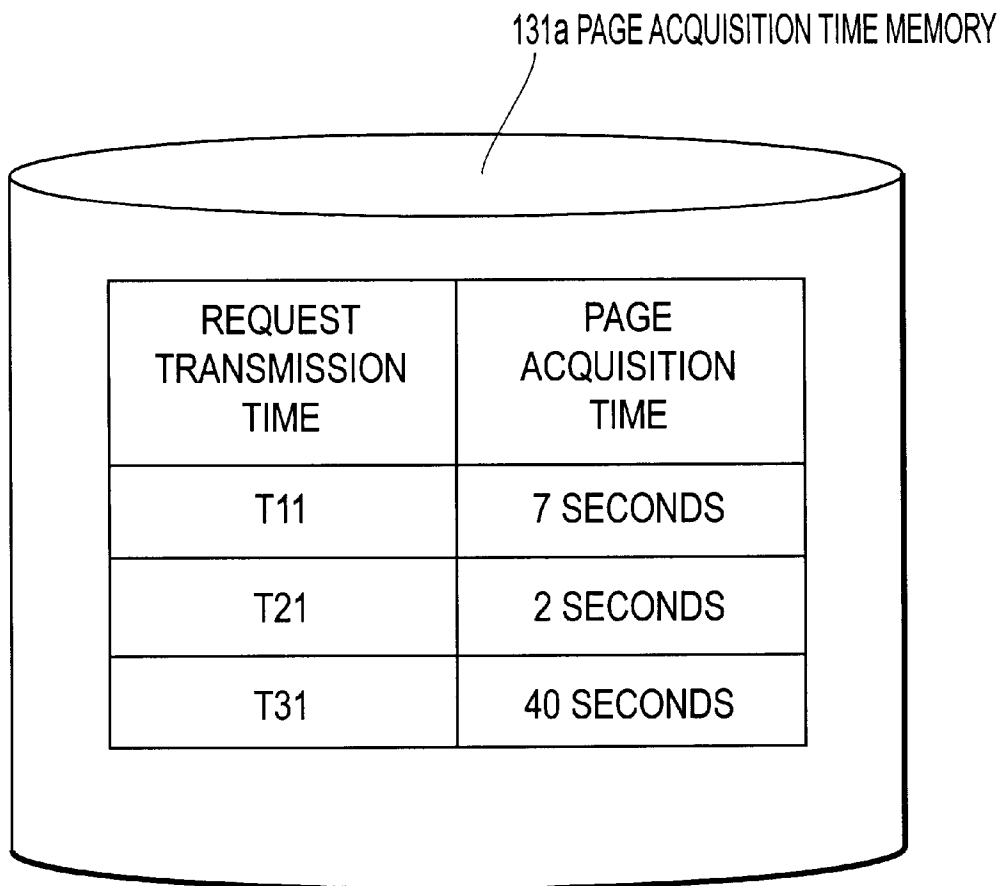 131a PAGE ACQUISITION TIME MEMORY
REQUEST
TRANSMISSION
TIME
PAGE
ACQUISITION
TIME
T11
7 SECONDS
T21
2 SECONDS
T31
40 SECONDS